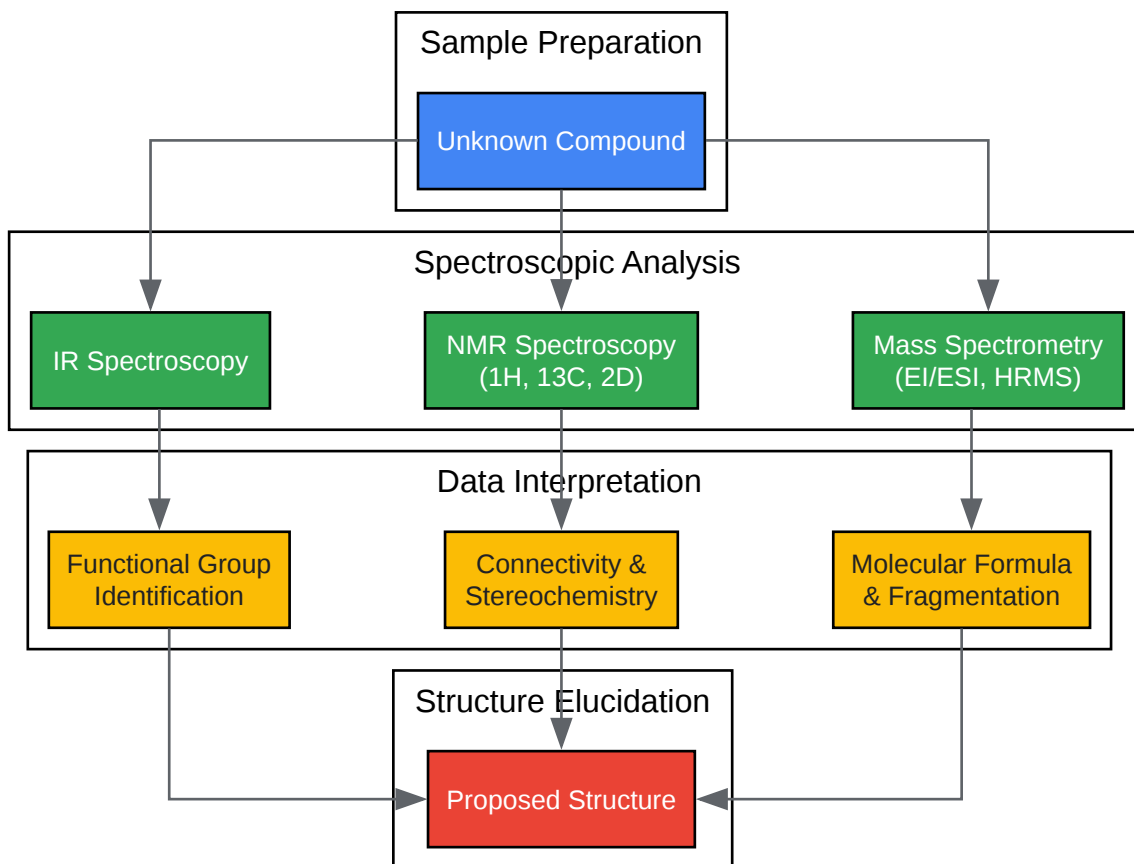 Sample Preparation
Unknown Compound
Spectroscopic Analysis
IR Spectroscopy
NMR Spectroscopy
(1H, 13C, 2D)
Mass Spectrometry
(EI/ESI, HRMS)
Data Interpretation
Functional Group
Identification
Connectivity &
Stereochemistry
Molecular Formula
& Fragmentation
Structure Elucidation
Proposed Structure